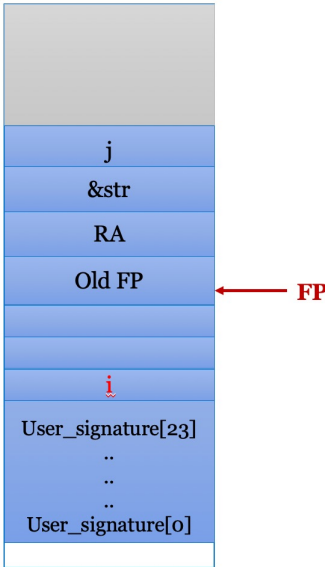 j
&str
RA
Old FP
FP
i
User_signature[23]
..
..
..
User_signature[0]